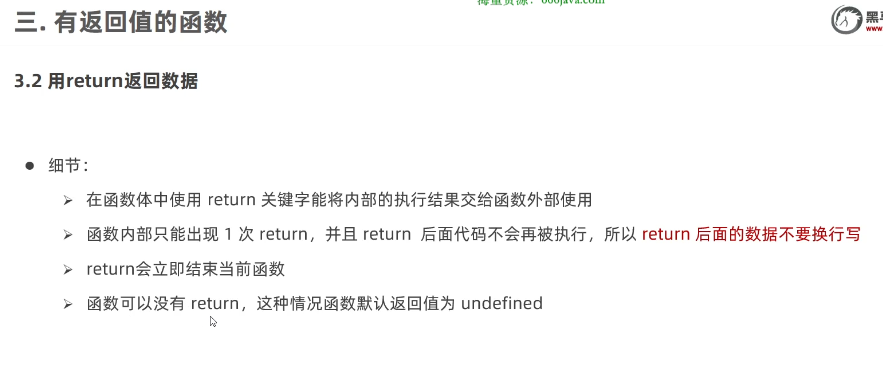 海量资源：666java.com
三. 有返回值的函数
黑
www
3.2 用return返回数据
细节：
在函数体中使用 return 关键字能将内部的执行结果交给函数外部使用
函数内部只能出现 1 次 return，并且 return 后面代码不会再被执行，所以 return 后面的数据不要换行写
return会立即结束当前函数
函数可以没有 return，这种情况函数默认返回值为 undefined